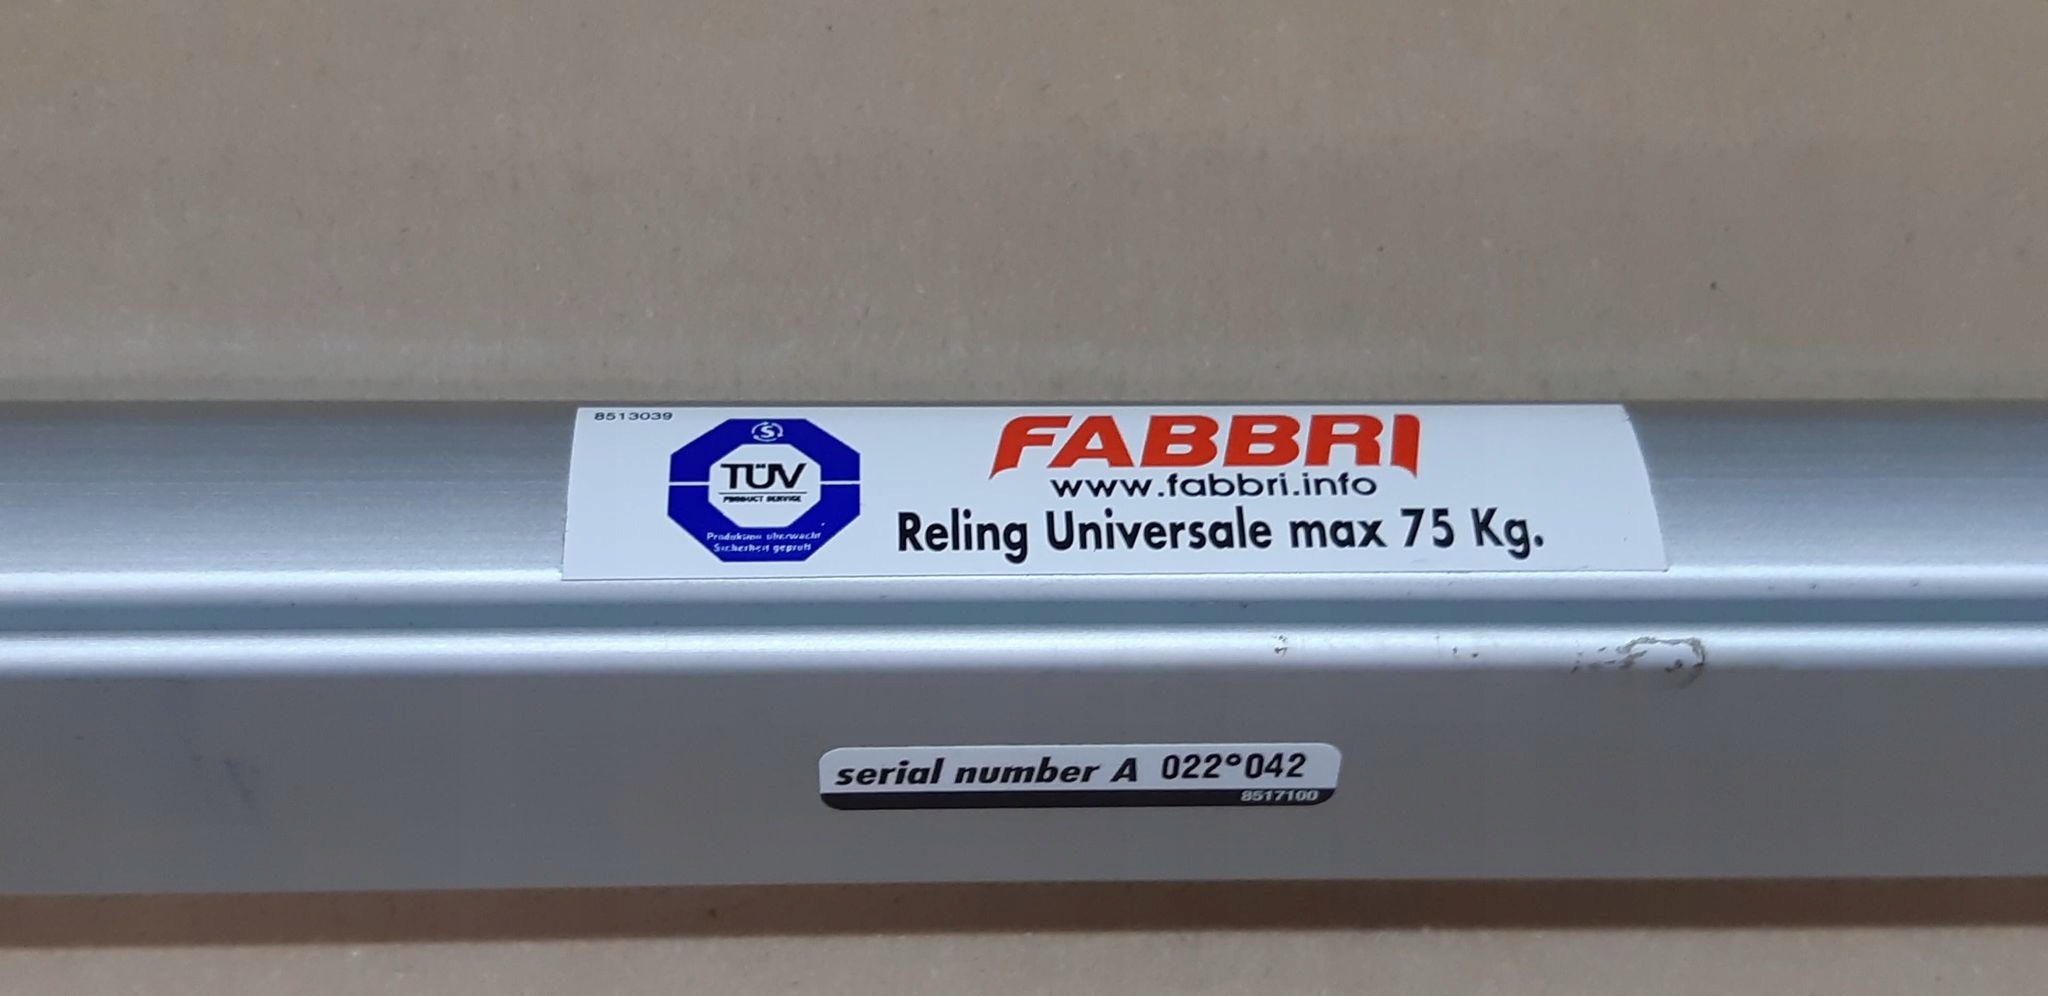 8513039
S
TÜV
PRODUCT SERVICE
Produktion überwacht
Sicherheit geprüft
FABBRI
www.fabbri.info
Reling Universale max 75 Kg.
serial number A 022°042
8517100